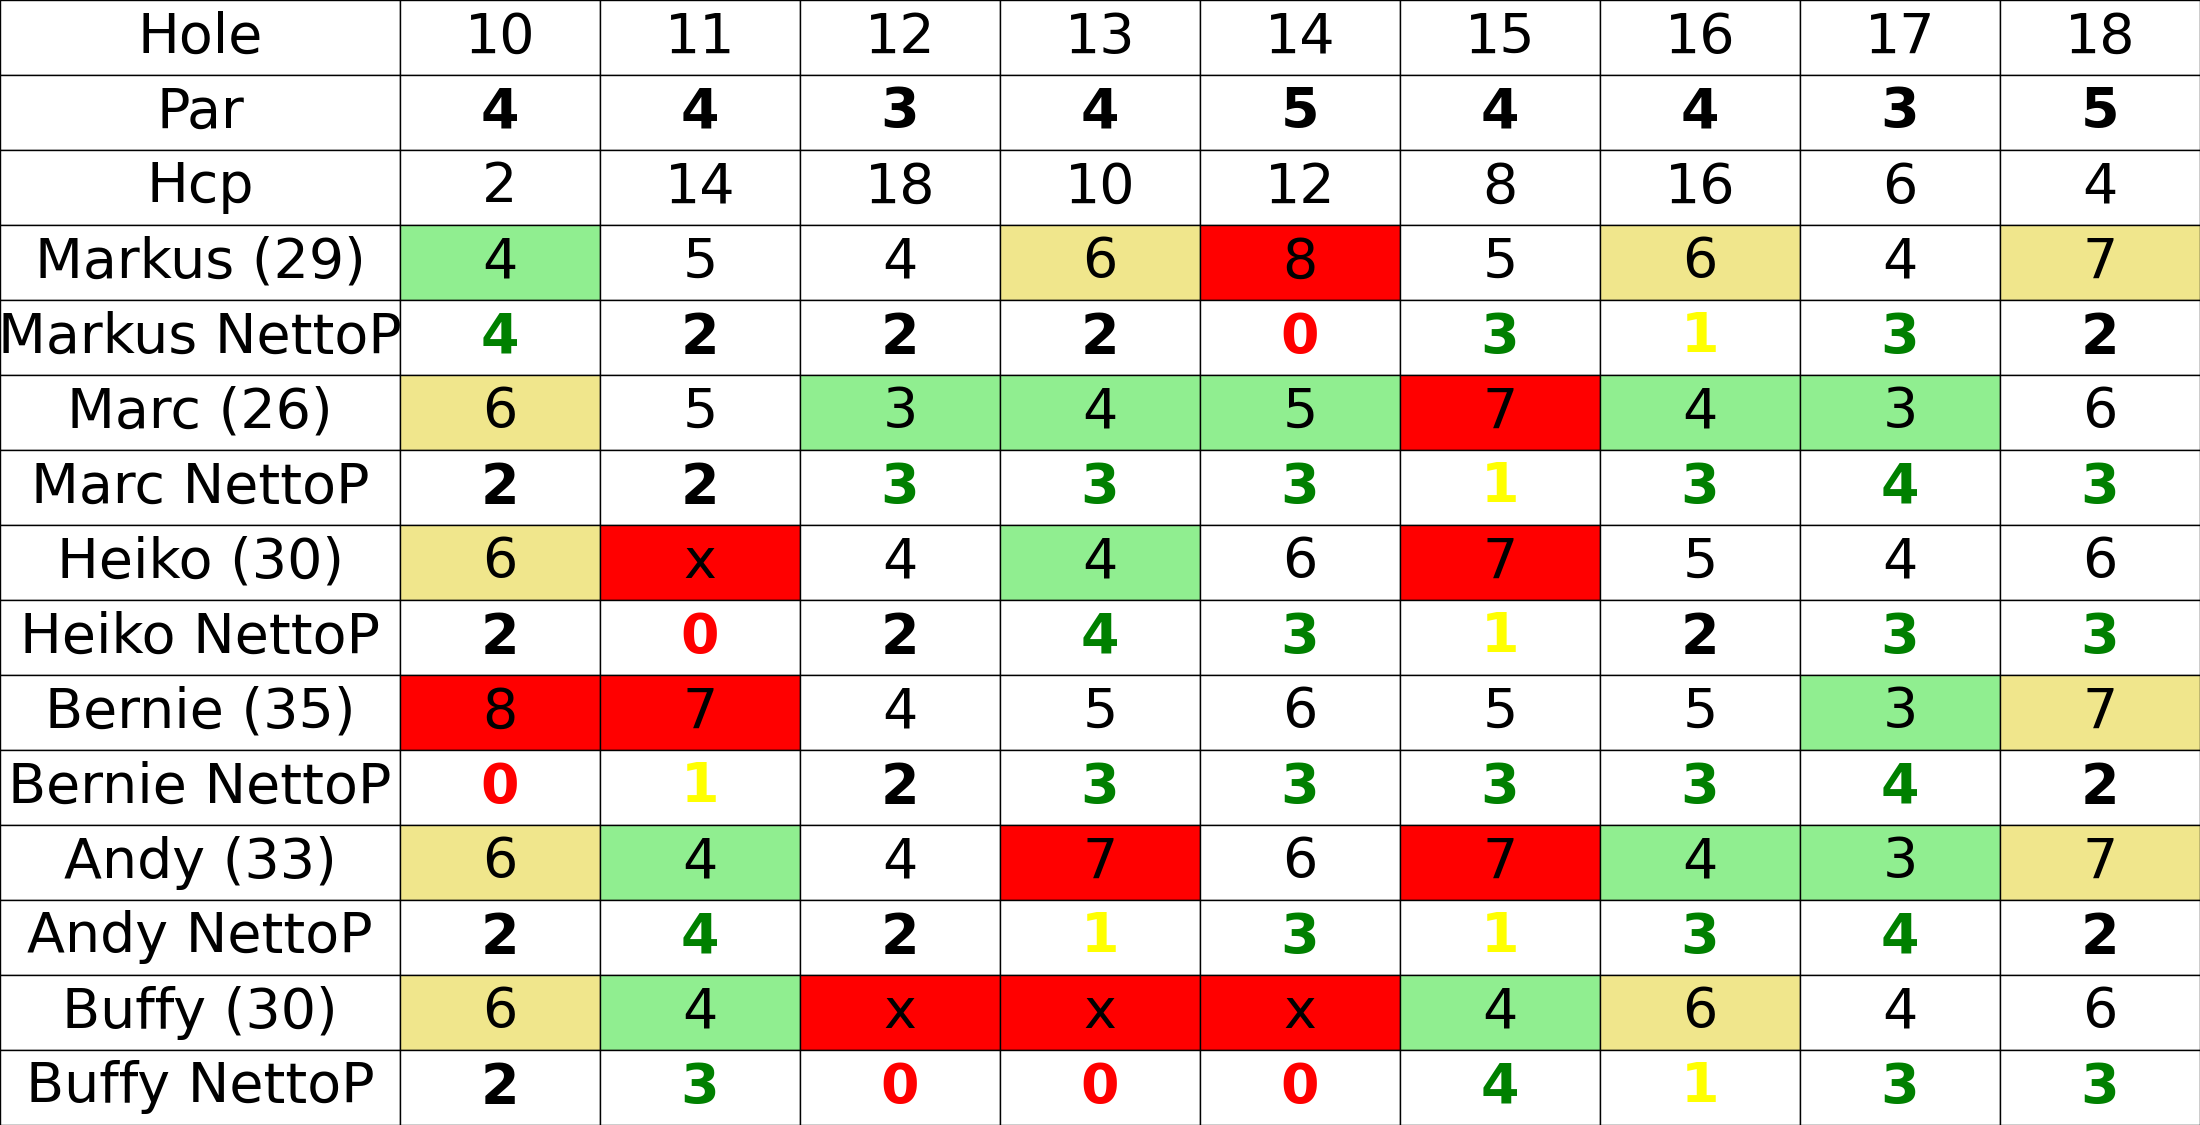 Hole 10 11 12 13 14 15 16 17 18
Par 4 4 3 4 5 4 4 3 5
Hcp 2 14 18 10 12 8 16 6 4
Markus (29) 4 5 4 6 8 5 6 4 7
Markus NettoP 4 2 2 2 0 3 1 3 2
Marc (26) 6 5 3 4 5 7 4 3 6
Marc NettoP 2 2 3 3 3 1 3 4 3
Heiko (30) 6 x 4 4 6 7 5 4 6
Heiko NettoP 2 0 2 4 3 1 2 3 3
Bernie (35) 8 7 4 5 6 5 5 3 7
Bernie NettoP 0 1 2 3 3 3 3 4 2
Andy (33) 6 4 4 7 6 7 4 3 7
Andy NettoP 2 4 2 1 3 1 3 4 2
Buffy (30) 6 4 x x x 4 6 4 6
Buffy NettoP 2 3 0 0 0 4 1 3 3